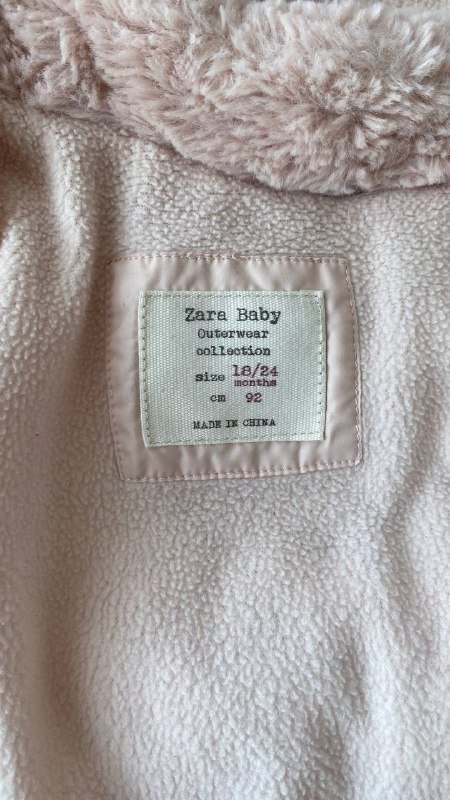 Zara Baby
Outerwear
collection
size 18/24
months
cm 92
MADE IN CHINA